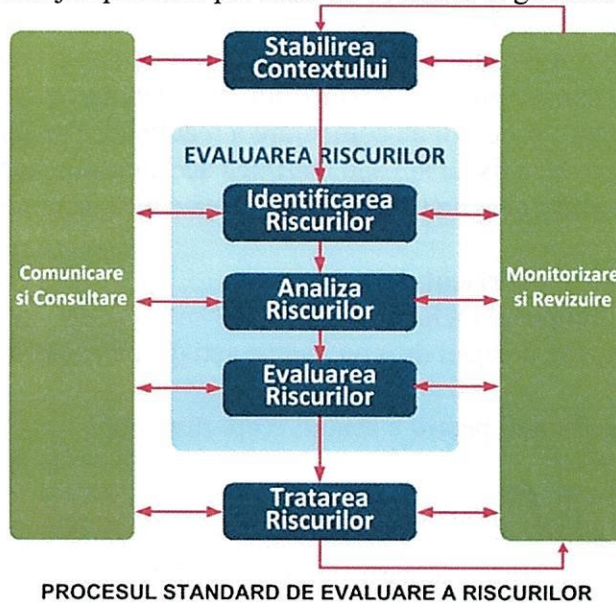 Stabilirea
Contextului
EVALUAREA RISCURILOR
Identificarea
Riscurilor
Comunicare
si Consultare
Analiza
Riscurilor
Monitorizare
si Revizuire
Evaluarea
Riscurilor
Tratarea
Riscurilor
PROCESUL STANDARD DE EVALUARE A RISCURILOR